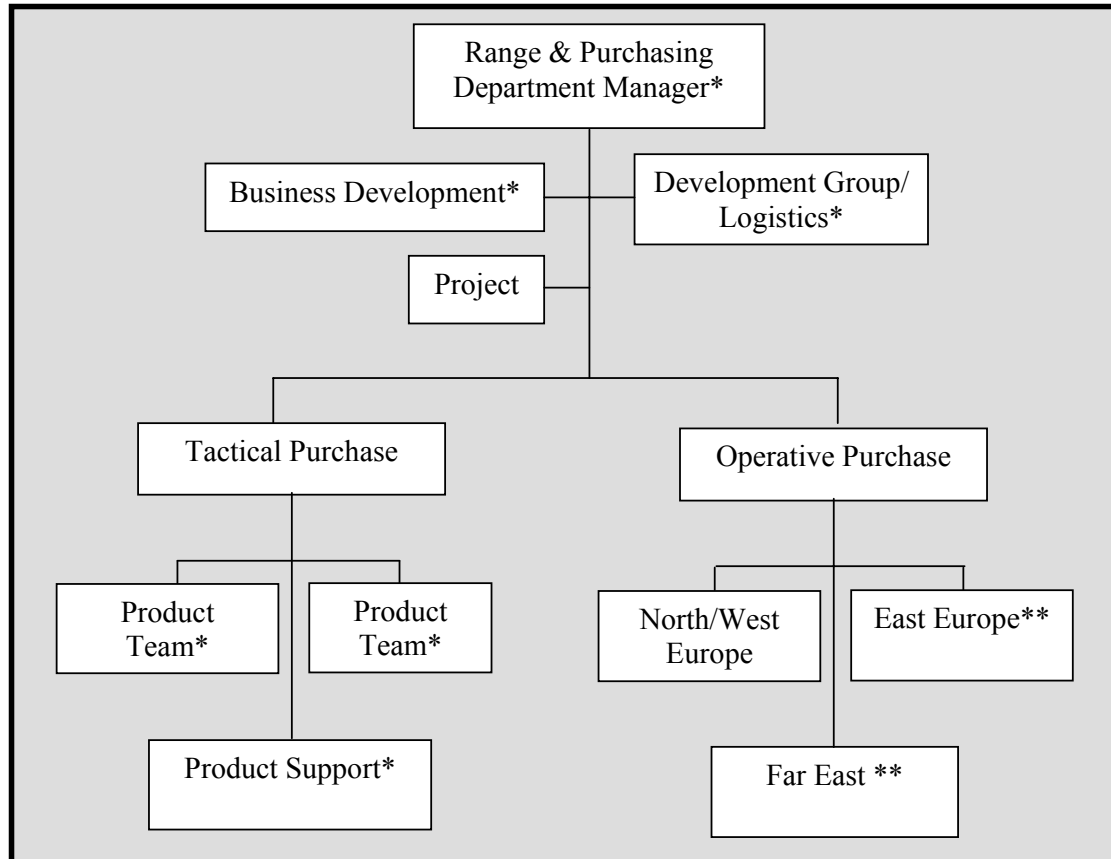 Range & Purchasing
Department Manager*
Business Development*
Development Group/
Logistics*
Project
Tactical Purchase
Operative Purchase
Product
Team*
Product
Team*
North/West
Europe
East Europe**
Product Support*
Far East **